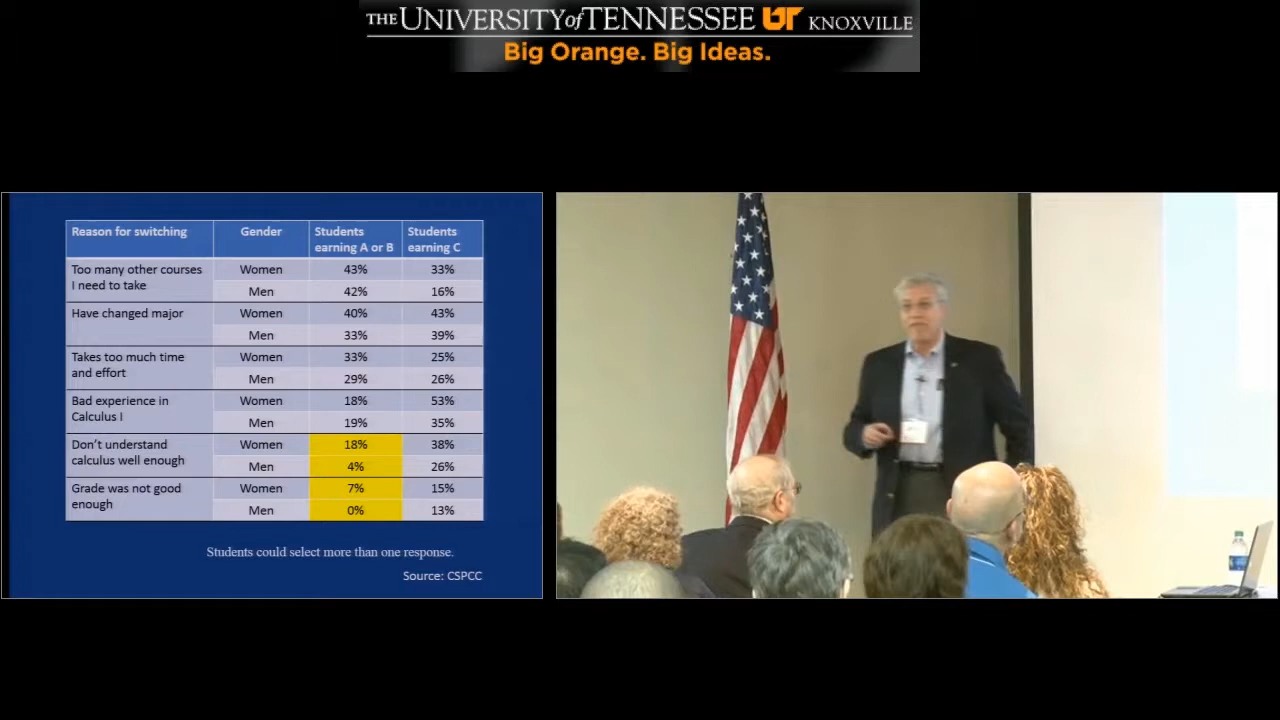 THE UNIVERSITY of TENNESSEE UT KNOXVILLE
Big Orange. Big Ideas.
Reason for switching Gender Students earning A or B Students earning C
Too many other courses I need to take Women 43% 33%
Men 42% 16%
Have changed major Women 40% 43%
Men 33% 39%
Takes too much time and effort Women 33% 25%
Men 29% 26%
Bad experience in Calculus I Women 18% 53%
Men 19% 35%
Don't understand calculus well enough Women 18% 38%
Men 4% 26%
Grade was not good enough Women 7% 15%
Men 0% 13%
Students could select more than one response.
Source: CSPCC